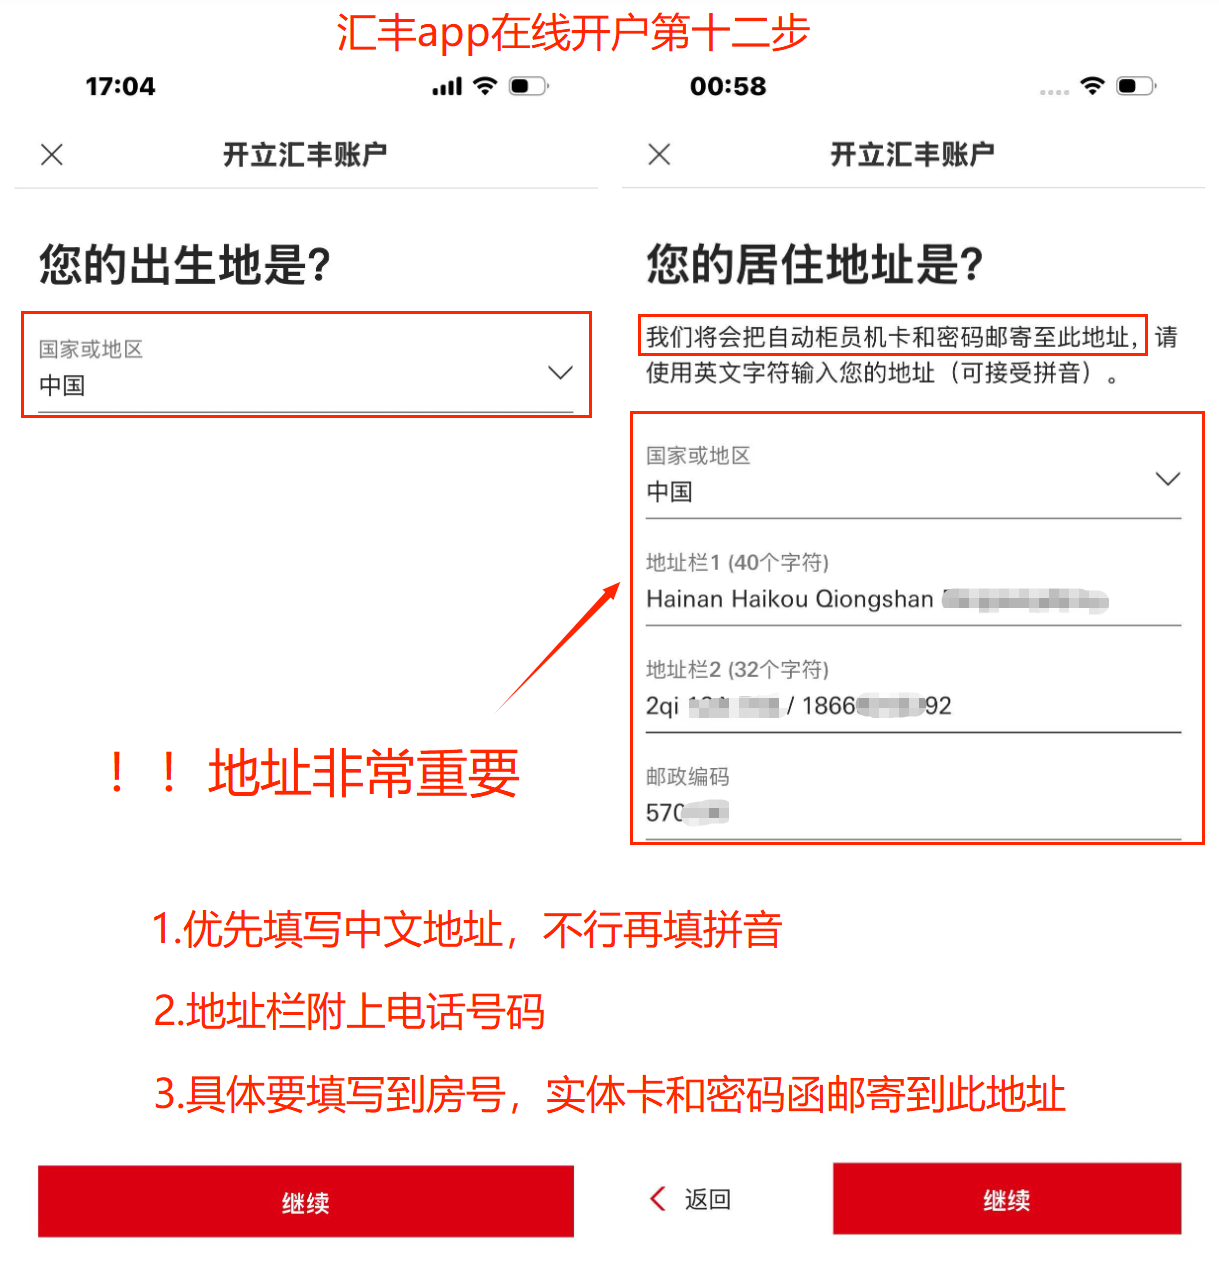 汇丰app在线开户第十二步
17:04
开立汇丰账户
您的出生地是?
国家或地区
中国
00:58
开立汇丰账户
您的居住地址是?
我们将会把自动柜员机卡和密码邮寄至此地址，请
使用英文字符输入您的地址（可接受拼音）。
国家或地区
中国
地址栏1 (40个字符)
Hainan Haikou Qiongshan
地址栏2 (32个字符)
2qi / 1866 92
邮政编码
570
！！地址非常重要
1.优先填写中文地址，不行再填拼音
2.地址栏附上电话号码
3.具体要填写到房号，实体卡和密码函邮寄到此地址
继续
返回
继续